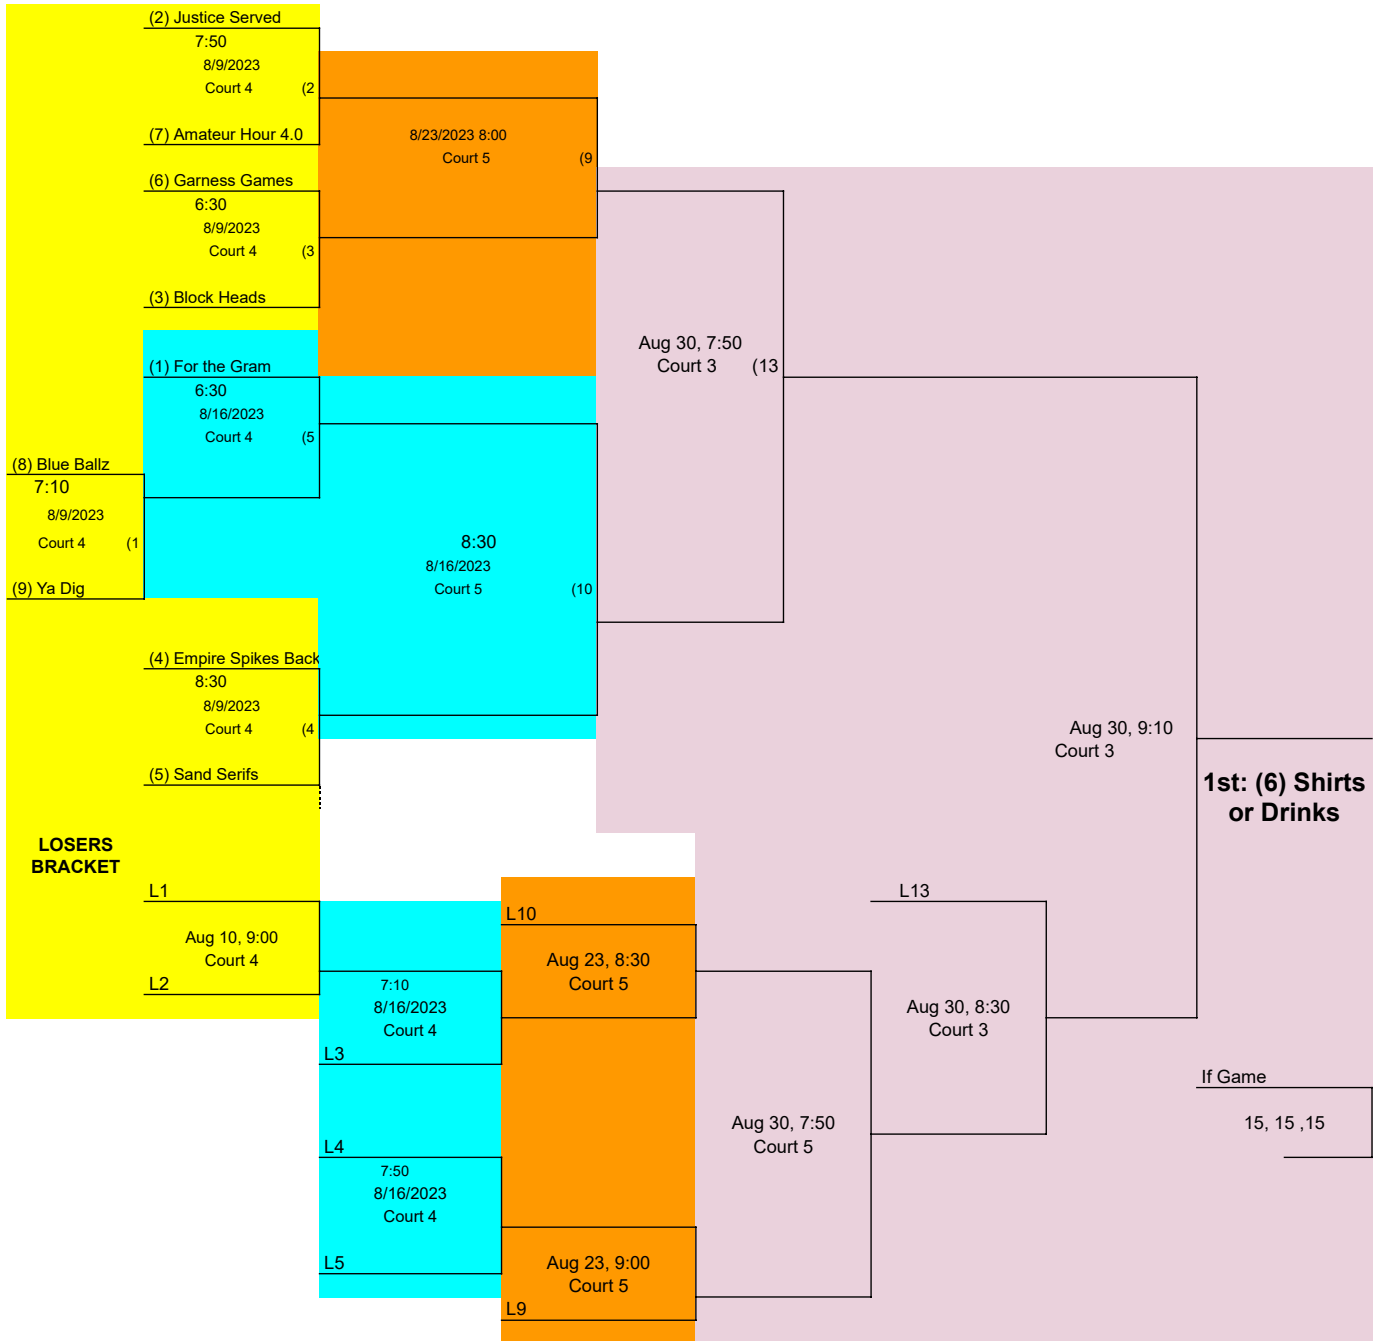 (2) Justice Served
7:50
8/9/2023
Court 4 (2
(7) Amateur Hour 4.0
8/23/2023 8:00
Court 5 (9
(6) Garness Games
6:30
8/9/2023
Court 4 (3
(3) Block Heads
Aug 30, 7:50
Court 3 (13
(1) For the Gram
6:30
8/16/2023
Court 4 (5
(8) Blue Ballz
7:10
8/9/2023
Court 4 (1
(9) Ya Dig
8:30
8/16/2023
Court 5 (10
(4) Empire Spikes Back
8:30
8/9/2023
Court 4 (4
(5) Sand Serifs
Aug 30, 9:10
Court 3
1st: (6) Shirts
or Drinks
LOSERS
BRACKET
L1
Aug 10, 9:00
Court 4
L2
7:10
8/16/2023
Court 4
L3
L10
Aug 23, 8:30
Court 5
L13
Aug 30, 8:30
Court 3
If Game
15, 15 ,15
Aug 30, 7:50
Court 5
L4
7:50
8/16/2023
Court 4
L5
Aug 23, 9:00
Court 5
L9